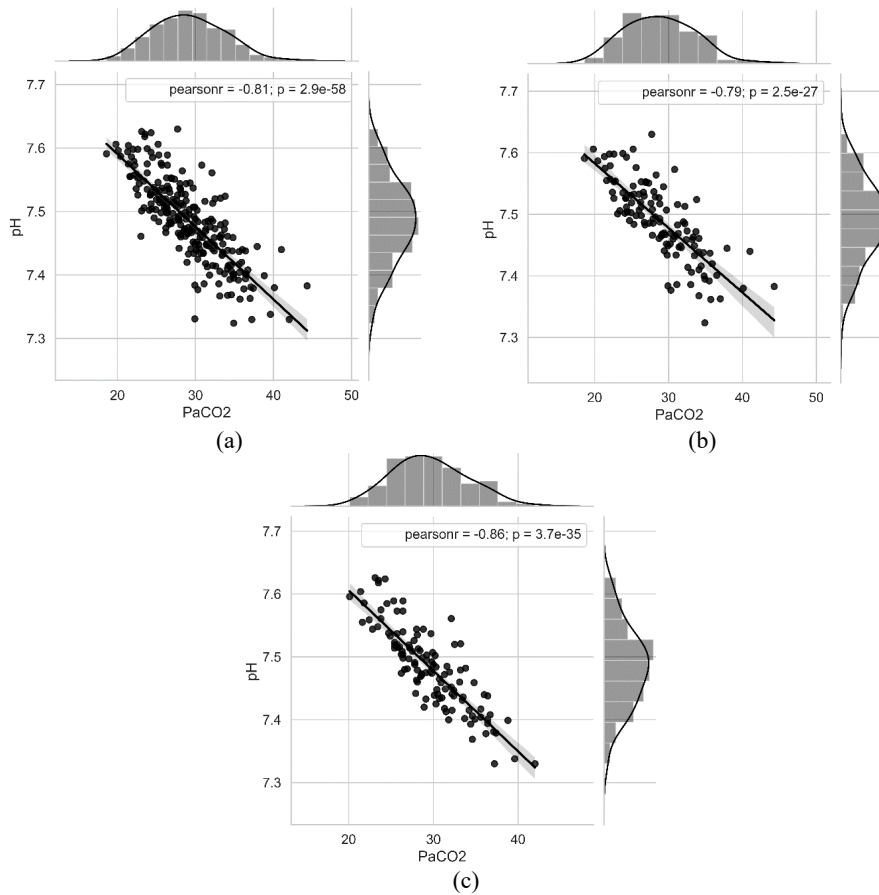 7.7
pearsonr = -0.81; p = 2.9e-58
7.6
7.5
pH
7.4
7.3
20 30 40 50
PaCO2
(a)
7.7
pearsonr = -0.79; p = 2.5e-27
7.6
7.5
pH
7.4
7.3
20 30 40 50
PaCO2
(b)
7.7
pearsonr = -0.86; p = 3.7e-35
7.6
7.5
pH
7.4
7.3
20 30 40
PaCO2
(c)